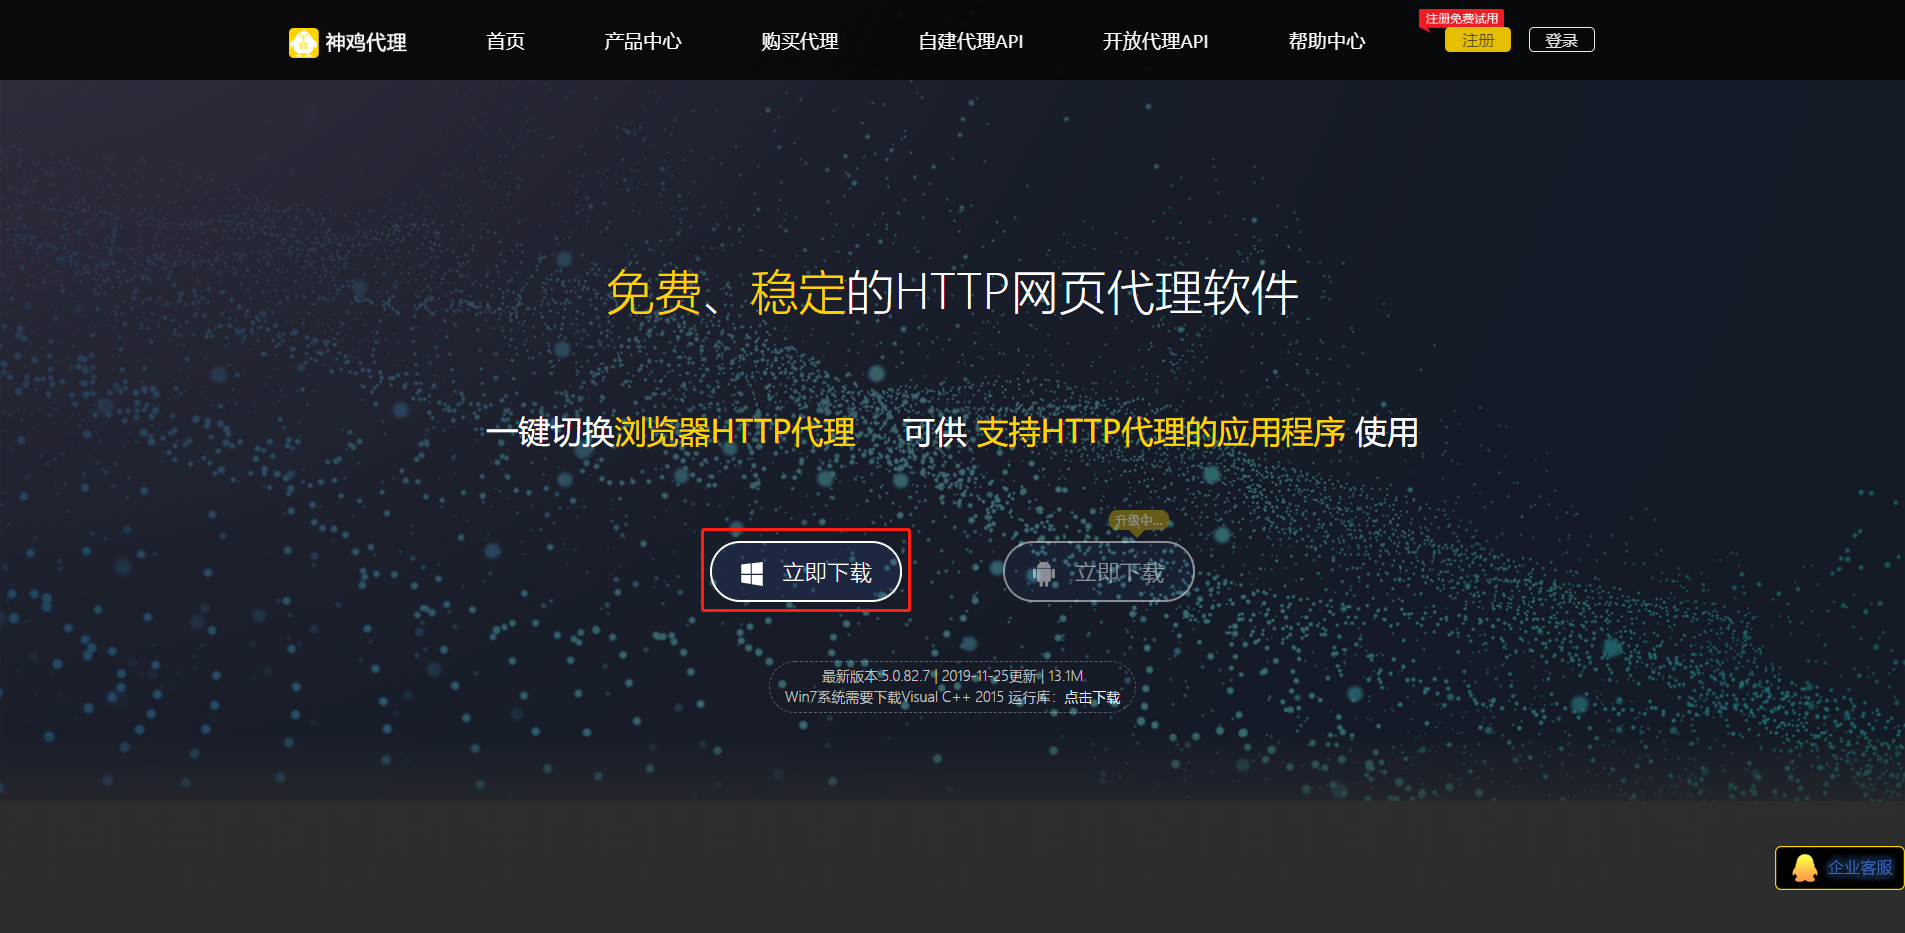 神鸡代理
首页
产品中心
购买代理
自建代理API
开放代理API
帮助中心
注册免费试用
注册
登录
免费、稳定的HTTP网页代理软件
一键切换浏览器HTTP代理 可供 支持HTTP代理的应用程序 使用
升级中...
立即下载
立即下载
最新版本:5.0.82.7 | 2019-11-25更新 | 13.1M
Win7系统需要下载Visual C++ 2015 运行库：点击下载
企业客服